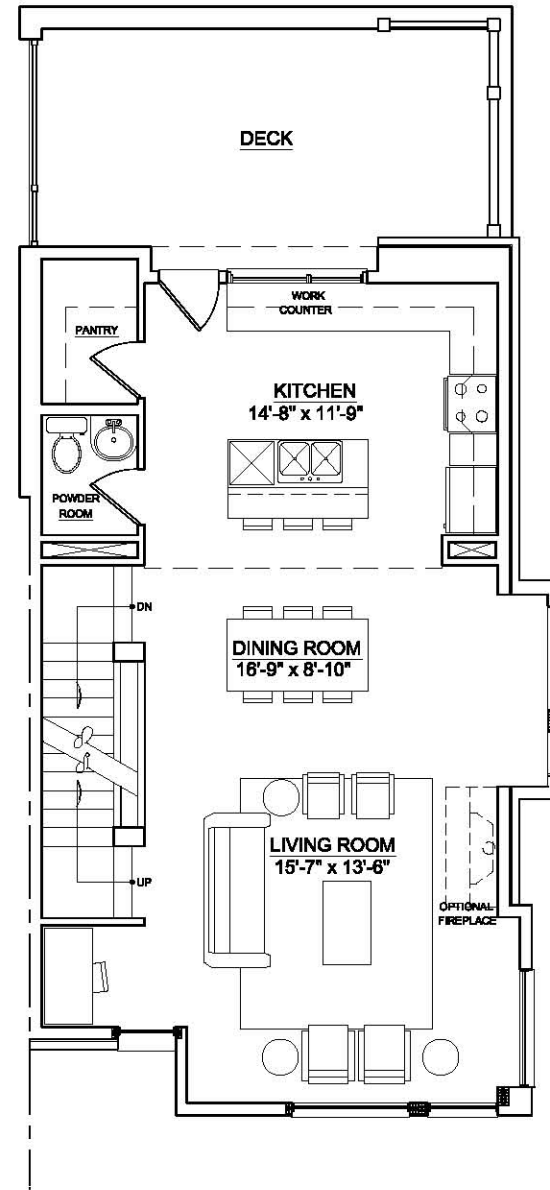 DECK
WORK
COUNTER
PANTRY
KITCHEN
14'-8" x 11'-9"
POWDER
ROOM
DN
DINING ROOM
16'-9" x 8'-10"
LIVING ROOM
15'-7" x 13'-6"
UP
OPTIONAL
FIREPLACE